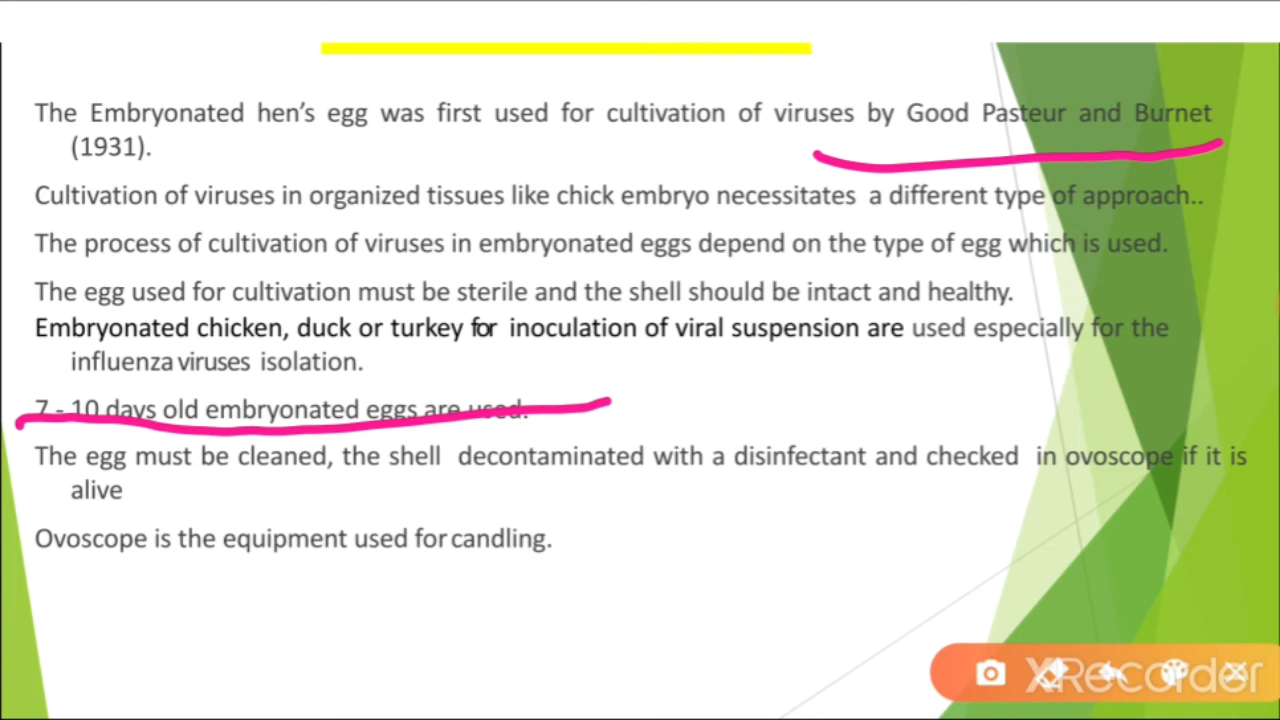 The Embryonated hen's egg was first used for cultivation of viruses by Good Pasteur and Burnet
(1931).
Cultivation of viruses in organized tissues like chick embryo necessitates a different type of approach..
The process of cultivation of viruses in embryonated eggs depend on the type of egg which is used.
The egg used for cultivation must be sterile and the shell should be intact and healthy.
Embryonated chicken, duck or turkey for inoculation of viral suspension are used especially for the
influenza viruses isolation.
7 - 10 days old embryonated eggs are used.
The egg must be cleaned, the shell decontaminated with a disinfectant and checked in ovoscope if it is
alive
Ovoscope is the equipment used for candling.
XRecorder